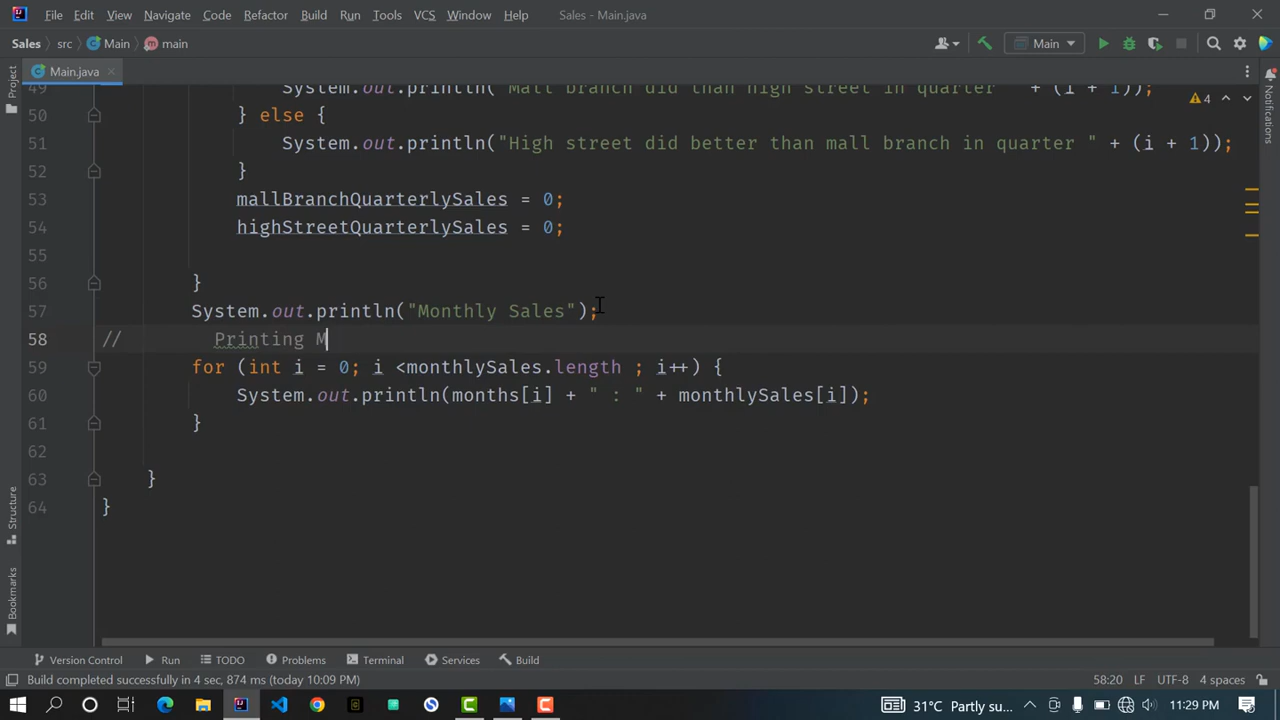 File Edit View Navigate Code Refactor Build Run Tools VCS Window Help Sales - Main.java
Sales src Main main Main
Project
Main.java
Notifications
49 System.out.println("Mall branch did than high street in quarter " + (i + 1));
4
50 } else {
51 System.out.println("High street did better than mall branch in quarter " + (i + 1));
52 }
53 mallBranchQuarterlySales = 0;
54 highStreetQuarterlySales = 0;
55
56 }
57 System.out.println("Monthly Sales");
58 // Printing M
59 for (int i = 0; i <monthlySales.length ; i++) {
60 System.out.println(months[i] + " : " + monthlySales[i]);
61 }
62
63 }
64 }
Structure
Bookmarks
Version Control Run TODO Problems Terminal Services Build
Build completed successfully in 4 sec, 874 ms (today 10:09 PM) 58:20 LF UTF-8 4 spaces
31°C Partly su... 11:29 PM